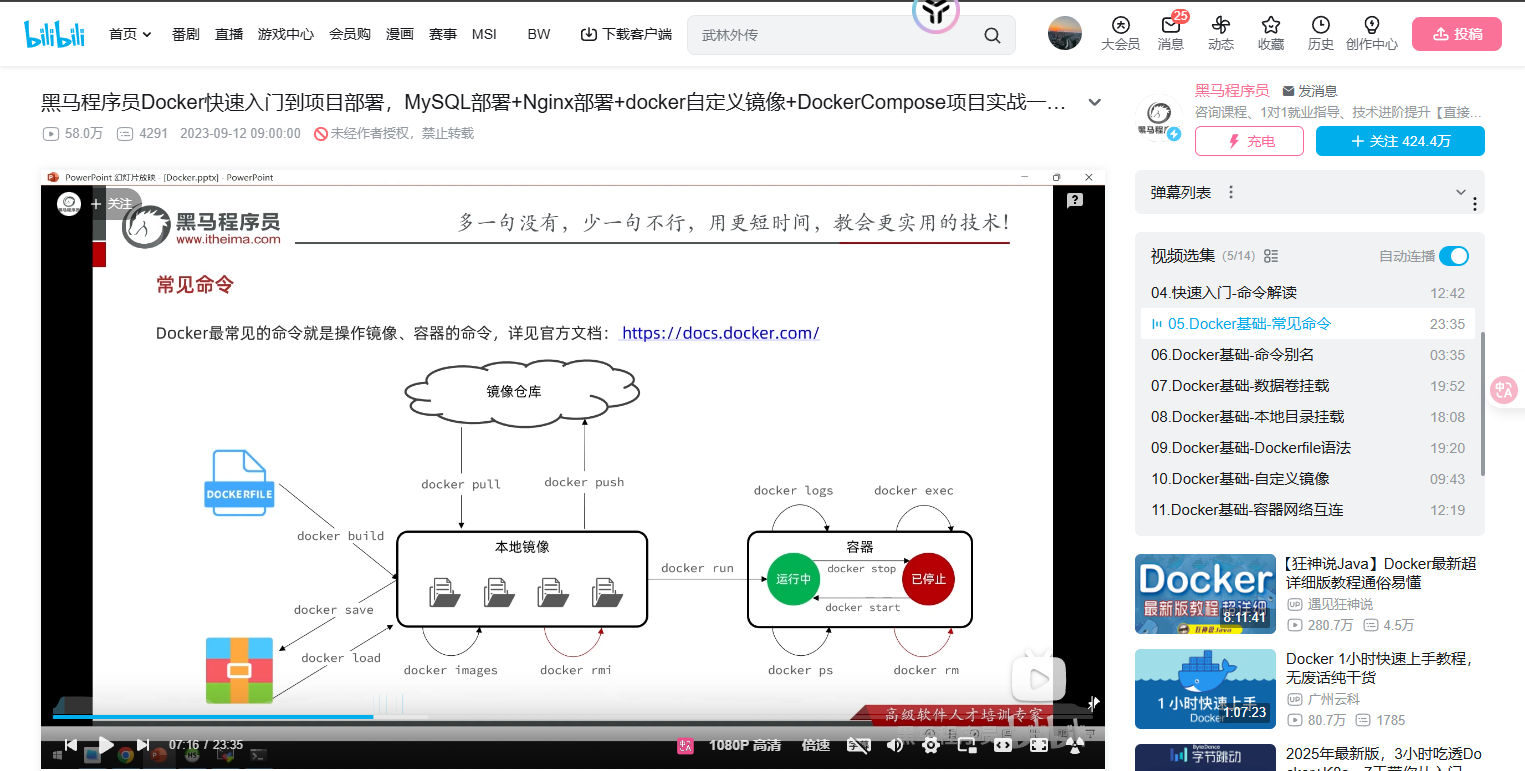 bilibili
首页 番剧 直播 游戏中心 会员购 漫画 赛事 MSI BW 下载客户端
武林外传
大会员
25
消息
动态
收藏
历史
创作中心
投稿
黑马程序员Docker快速入门到项目部署，MySQL部署+Nginx部署+docker自定义镜像+DockerCompose项目实战一…
58.0万 4291 2023-09-12 09:00:00 未经作者授权，禁止转载
黑马程序员 发消息
咨询课程、1对1就业指导、技术进阶提升【直接…
充电
+ 关注 424.4万
PowerPoint 幻灯片放映 - [Docker.pptx] - PowerPoint
+ 关注
黑马程序员
www.itheima.com
多一句没有，少一句不行，用更短时间，教会更实用的技术！
常见命令
Docker最常见的命令就是操作镜像、容器的命令，详见官方文档： https://docs.docker.com/
镜像仓库
DOCKERFILE
docker pull
docker push
docker logs
docker exec
docker build
本地镜像
容器
docker run
运行中
docker stop
已停止
docker start
docker save
docker load
docker images
docker rmi
docker ps
docker rm
高级软件人才培训专家
07:16 / 23:35
1080P 高清
倍速
弹幕列表
视频选集 (5/14)
自动连播
04.快速入门-命令解读 12:42
05.Docker基础-常见命令 23:35
06.Docker基础-命令别名 03:35
07.Docker基础-数据卷挂载 19:52
08.Docker基础-本地目录挂载 18:08
09.Docker基础-Dockerfile语法 19:20
10.Docker基础-自定义镜像 09:43
11.Docker基础-容器网络互连 12:19
Docker
最新版教程 超详细
8:11:41
【狂神说Java】Docker最新超
详细版教程通俗易懂
UP 遇见狂神说
280.7万 4.5万
1 小时快速上手
Docker
1:07:23
Docker 1小时快速上手教程，
无废话纯干货
UP 广州云科
80.7万 1785
ByteDance
字节跳动
2025年最新版，3小时吃透Do